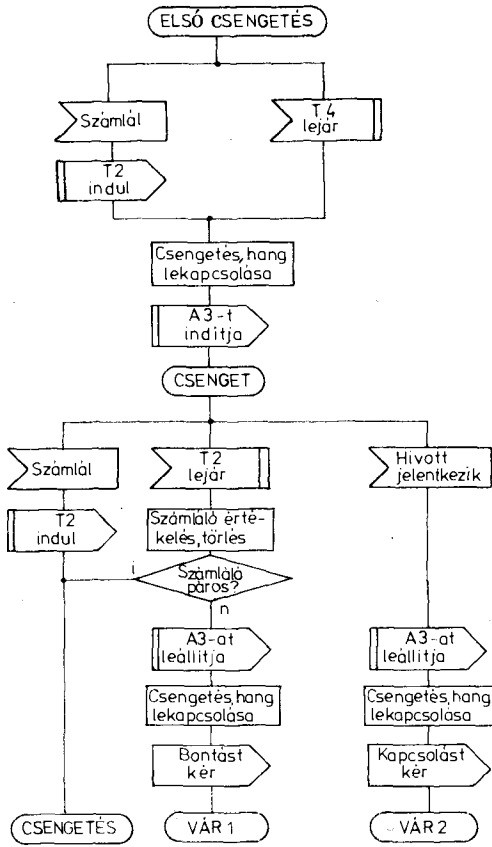 ELSŐ CSENGETÉS
Számlál
T4
lejár
T2
indul
Csengetés, hang
lekapcsolása
A3-t
indítja
CSENGET
Számlál
T2
lejár
Hivott
jelentkezik
T2
indul
Számláló érté-
kelés, törlés
i
Számláló
páros?
n
A3-at
leállítja
A3-at
leállítja
Csengetés, hang
lekapcsolása
Csengetés, hang
lekapcsolása
Bontást
kér
Kapcsolást
kér
CSENGETÉS
VÁR 1
VÁR 2